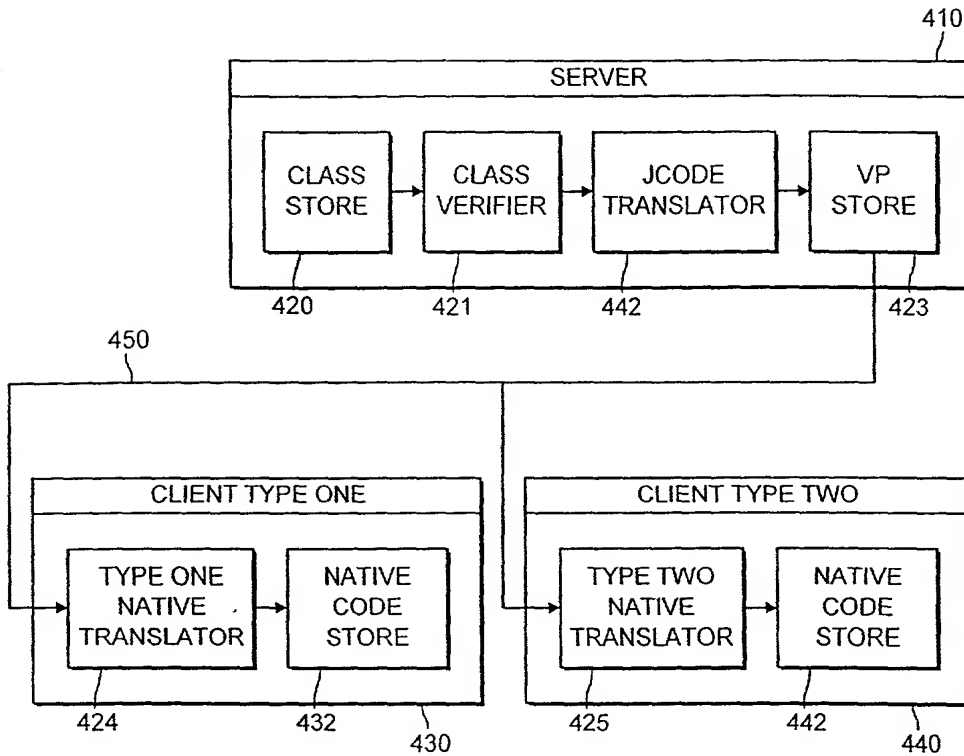 410
SERVER
CLASS
STORE
CLASS
VERIFIER
JCODE
TRANSLATOR
VP
STORE
420
421
442
423
450
CLIENT TYPE ONE
TYPE ONE
NATIVE
TRANSLATOR
NATIVE
CODE
STORE
424
432
430
CLIENT TYPE TWO
TYPE TWO
NATIVE
TRANSLATOR
NATIVE
CODE
STORE
425
442
440